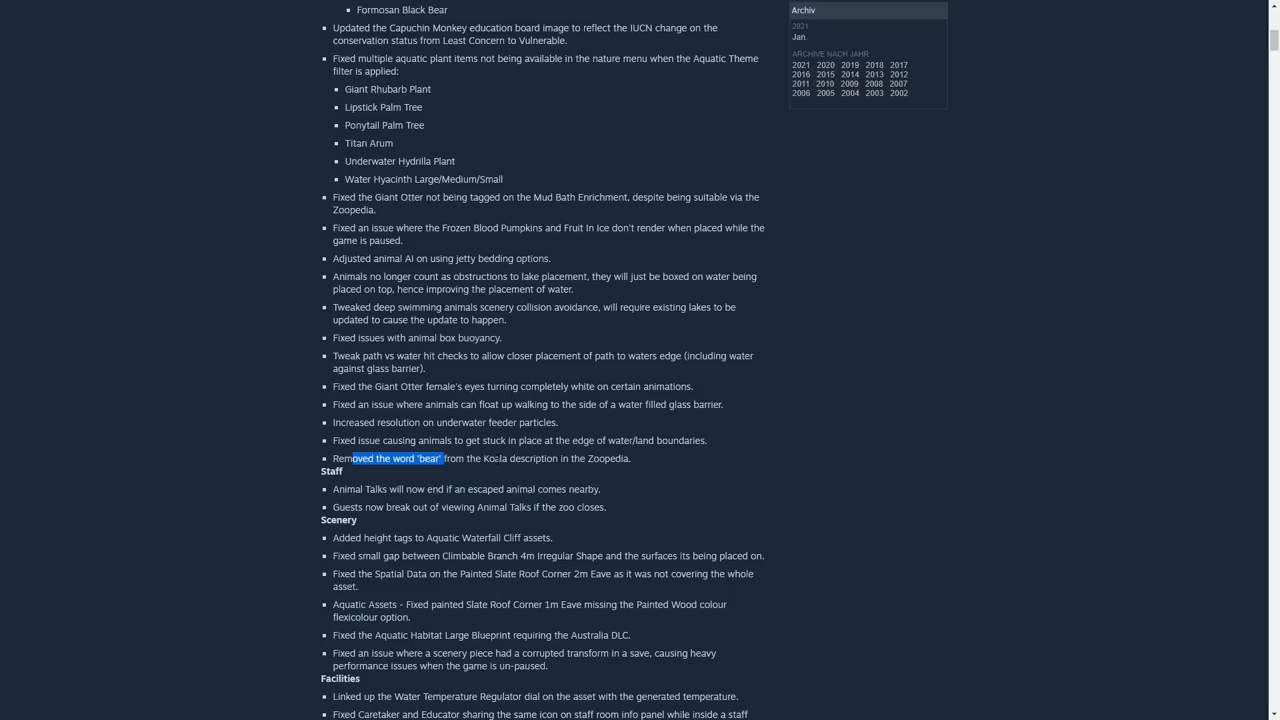 Formosan Black Bear
Updated the Capuchin Monkey education board image to reflect the IUCN change on the
conservation status from Least Concern to Vulnerable.
Fixed multiple aquatic plant items not being available in the nature menu when the Aquatic Theme
filter is applied:
Giant Rhubarb Plant
Lipstick Palm Tree
Ponytail Palm Tree
Titan Arum
Underwater Hydrilla Plant
Water Hyacinth Large/Medium/Small
Fixed the Giant Otter not being tagged on the Mud Bath Enrichment, despite being suitable via the
Zoopedia.
Fixed an issue where the Frozen Blood Pumpkins and Fruit In Ice don't render when placed while the
game is paused.
Adjusted animal AI on using jetty bedding options.
Animals no longer count as obstructions to lake placement, they will just be boxed on water being
placed on top, hence improving the placement of water.
Tweaked deep swimming animals scenery collision avoidance, will require existing lakes to be
updated to cause the update to happen.
Fixed issues with animal box buoyancy.
Tweak path vs water hit checks to allow closer placement of path to waters edge (including water
against glass barrier).
Fixed the Giant Otter female's eyes turning completely white on certain animations.
Fixed an issue where animals can float up walking to the side of a water filled glass barrier.
Increased resolution on underwater feeder particles.
Fixed issue causing animals to get stuck in place at the edge of water/land boundaries.
Removed the word 'bear' from the Koala description in the Zoopedia.
Staff
Animal Talks will now end if an escaped animal comes nearby.
Guests now break out of viewing Animal Talks if the zoo closes.
Scenery
Added height tags to Aquatic Waterfall Cliff assets.
Fixed small gap between Climbable Branch 4m Irregular Shape and the surfaces its being placed on.
Fixed the Spatial Data on the Painted Slate Roof Corner 2m Eave as it was not covering the whole
asset.
Aquatic Assets - Fixed painted Slate Roof Corner 1m Eave missing the Painted Wood colour
flexicolour option.
Fixed the Aquatic Habitat Large Blueprint requiring the Australia DLC.
Fixed an issue where a scenery piece had a corrupted transform in a save, causing heavy
performance issues when the game is un-paused.
Facilities
Linked up the Water Temperature Regulator dial on the asset with the generated temperature.
Fixed Caretaker and Educator sharing the same icon on staff room info panel while inside a staff
Archiv
2021
Jan.
ARCHIVE NACH JAHR
2021 2020 2019 2018 2017
2016 2015 2014 2013 2012
2011 2010 2009 2008 2007
2006 2005 2004 2003 2002